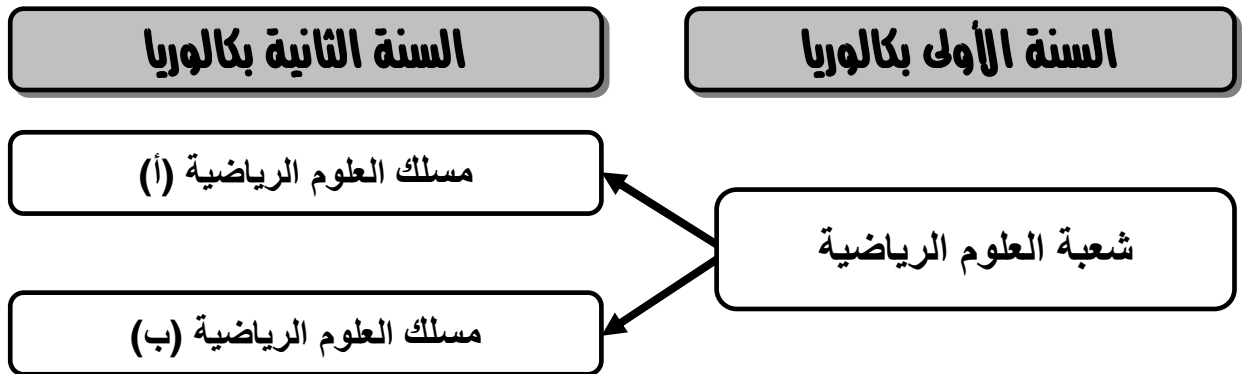 السنة الأولى بكالوريا
السنة الثانية بكالوريا
شعبة العلوم الرياضية
مسلك العلوم الرياضية (أ)
مسلك العلوم الرياضية (ب)